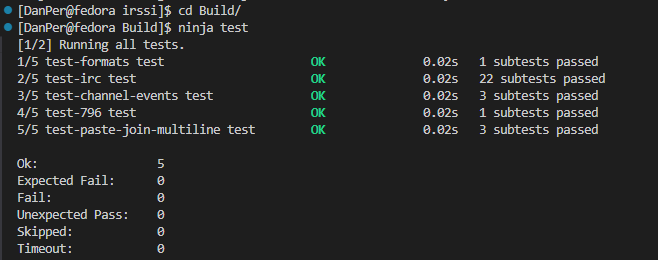 [DanPer@fedora irssi]$ cd Build/
[DanPer@fedora Build]$ ninja test
[1/2] Running all tests.
1/5 test-formats test OK 0.02s 1 subtests passed
2/5 test-irc test OK 0.02s 22 subtests passed
3/5 test-channel-events test OK 0.02s 3 subtests passed
4/5 test-796 test OK 0.02s 1 subtests passed
5/5 test-paste-join-multiline test OK 0.02s 3 subtests passed
Ok: 5
Expected Fail: 0
Fail: 0
Unexpected Pass: 0
Skipped: 0
Timeout: 0